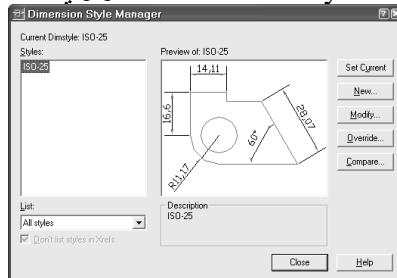 Dimension Style Manager
Current Dimstyle: ISO-25
Styles:
ISO-25
Preview of: ISO-25
14,11
16,6
28,07
60°
R11,17
Set Current
New...
Modify...
Override...
Compare...
List:
All styles
Don't list styles in Xrefs
Description
ISO-25
Close
Help